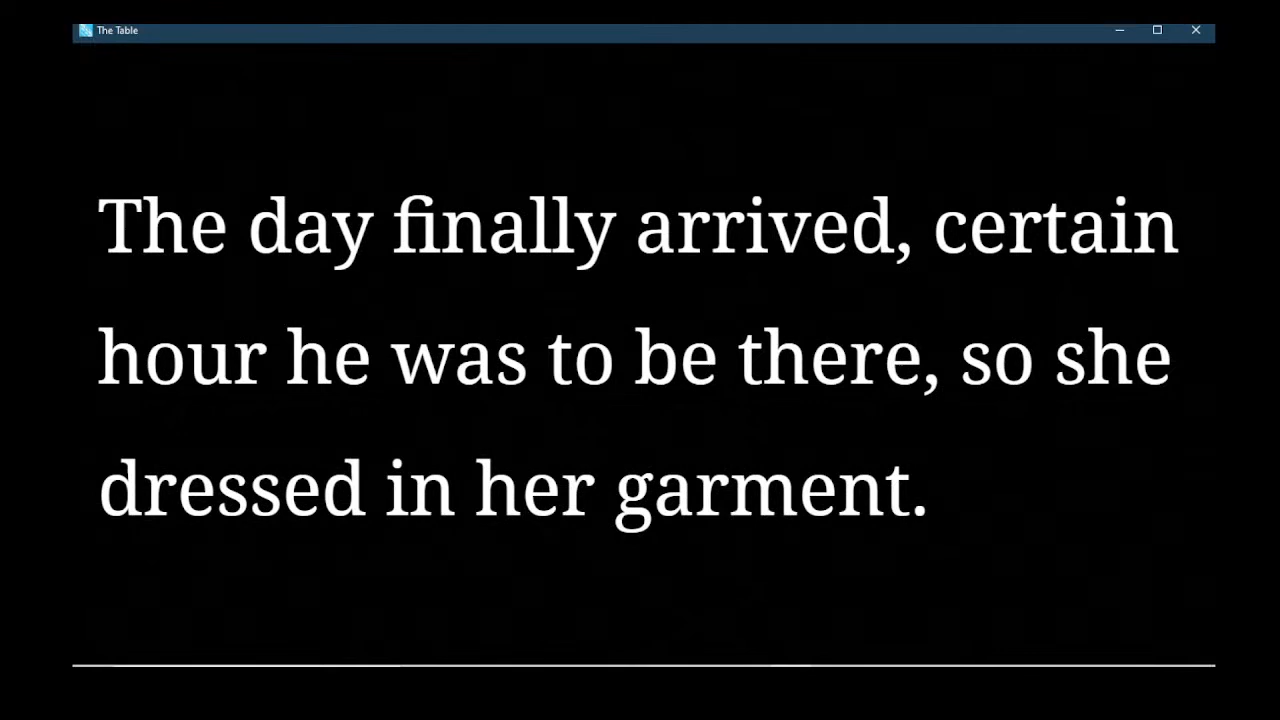 The Table
The day finally arrived, certain
hour he was to be there, so she
dressed in her garment.